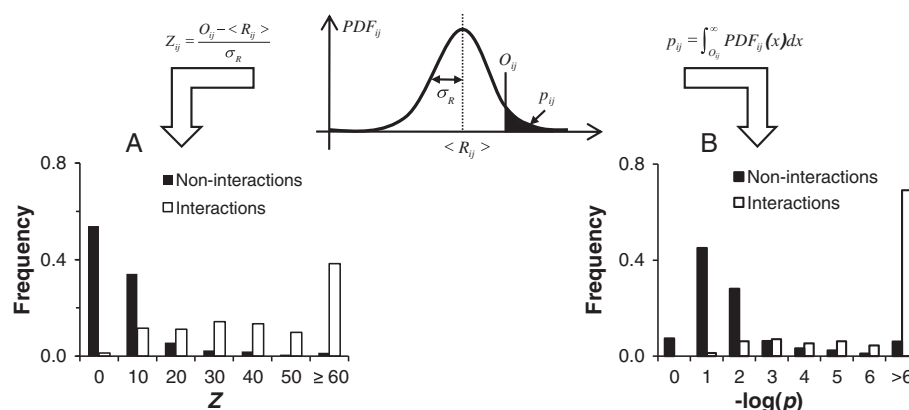 Z_ij = (O_ij - < R_ij >) / σ_R
PDF_ij
O_ij
σ_R
p_ij
< R_ij >
p_ij = ∫_{O_ij}^∞ PDF_ij (x)dx
A
0.8
0.4
0.0
Frequency
Non-interactions
Interactions
0 10 20 30 40 50 ≥ 60
Z
B
0.8
0.4
0.0
Frequency
Non-interactions
Interactions
0 1 2 3 4 5 6 >6
-log(p)